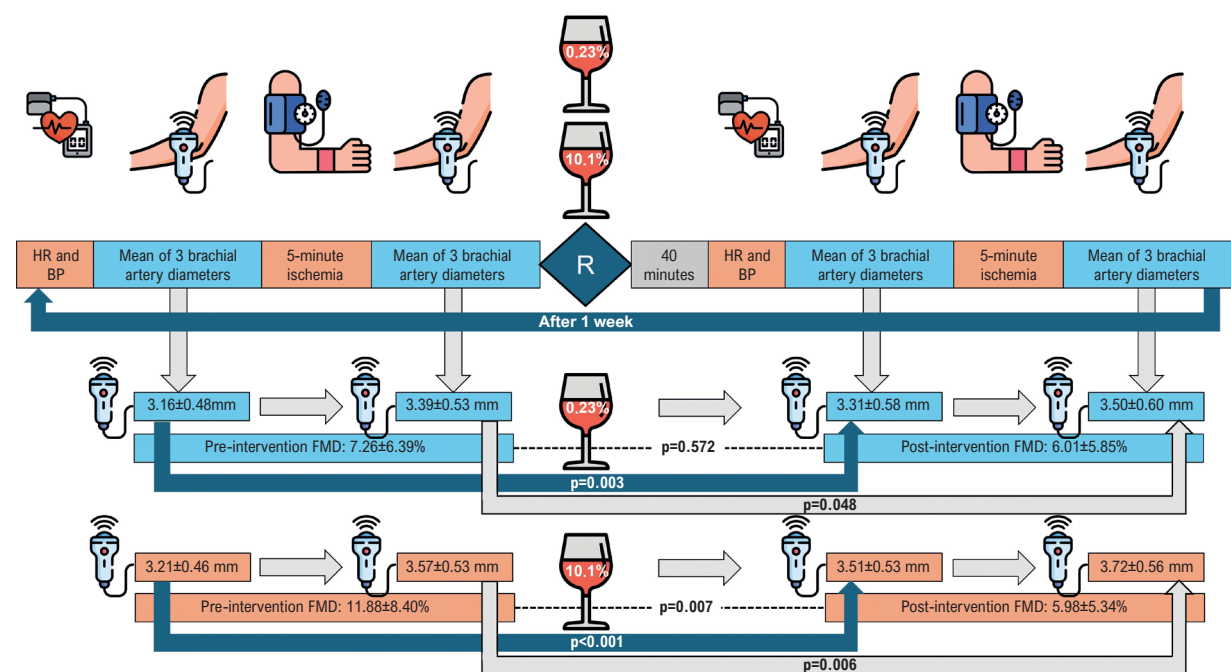 0.23%
10.1%
HR and
BP
Mean of 3 brachial
artery diameters
5-minute
ischemia
Mean of 3 brachial
artery diameters
R
40
minutes
HR and
BP
Mean of 3 brachial
artery diameters
5-minute
ischemia
Mean of 3 brachial
artery diameters
After 1 week
3.16±0.48mm
3.39±0.53 mm
0.23%
3.31±0.58 mm
3.50±0.60 mm
Pre-intervention FMD: 7.26±6.39%
p=0.572
Post-intervention FMD: 6.01±5.85%
p=0.003
p=0.048
3.21±0.46 mm
3.57±0.53 mm
10.1%
3.51±0.53 mm
3.72±0.56 mm
Pre-intervention FMD: 11.88±8.40%
p=0.007
Post-intervention FMD: 5.98±5.34%
p<0.001
p=0.006